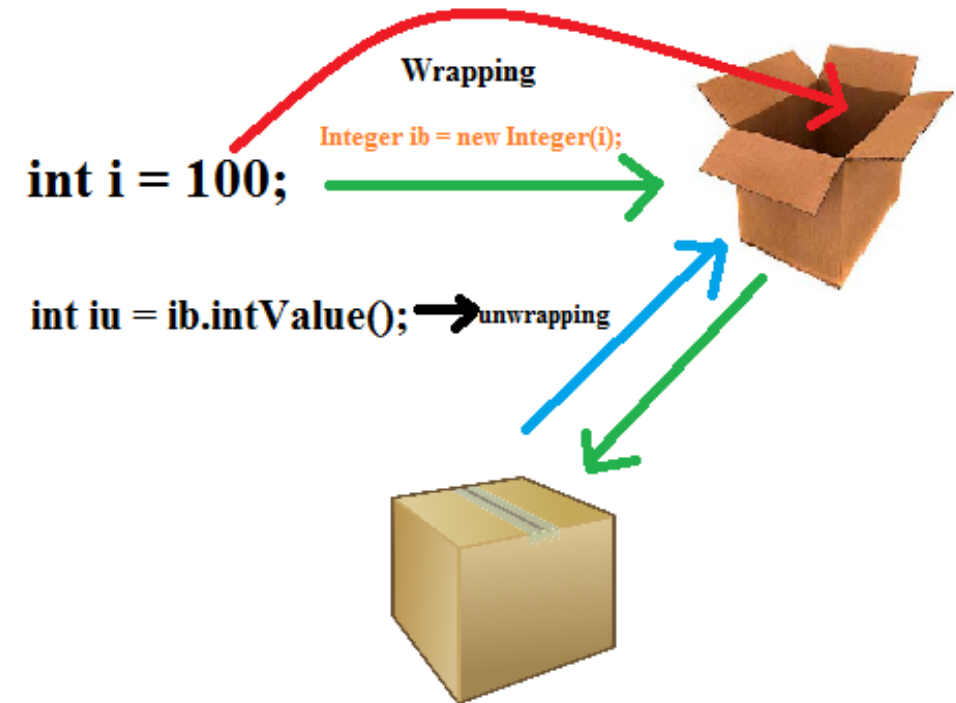 Wrapping
Integer ib = new Integer(i);
int i = 100;
int iu = ib.intValue();
unwrapping